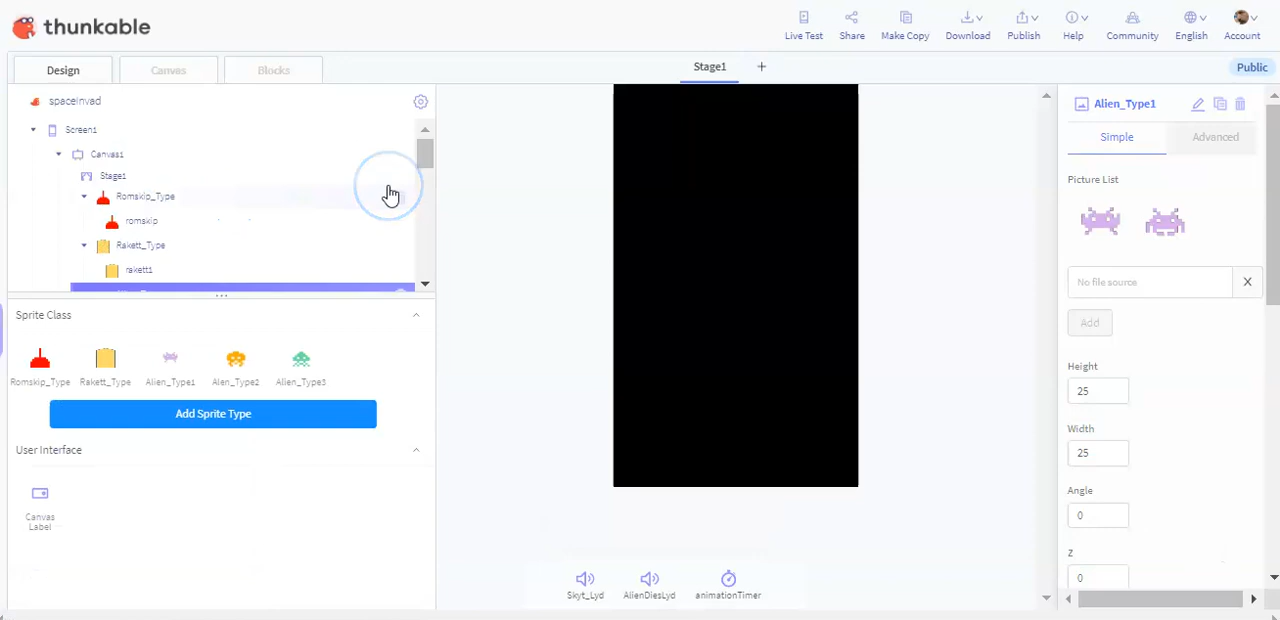 thunkable
Live Test
Share
Make Copy
Download
Publish
Help
Community
English
Account
Design
Canvas
Blocks
Stage1
+
Public
spaceInvad
Screen1
Canvas1
Stage1
Romskip_Type
romskip
Rakett_Type
rakett1
Sprite Class
Romskip_Type
Rakett_Type
Alien_Type1
Alen_Type2
Alien_Type3
Add Sprite Type
User Interface
Canvas
Label
Skyt_Lyd
AlienDiesLyd
animationTimer
Alien_Type1
Simple
Advanced
Picture List
No file source
X
Add
Height
25
Width
25
Angle
0
Z
0